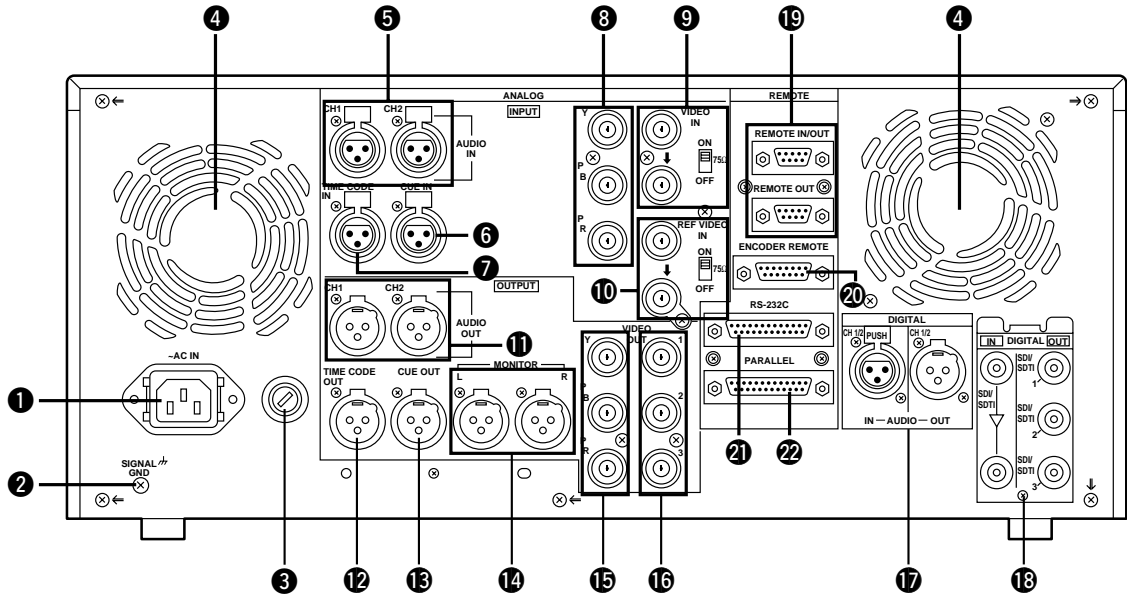 4 5 8 9 19 4
ANALOG
INPUT
REMOTE
CH1 CH2
AUDIO
IN
Y
P
B
P
R
VIDEO
IN
ON
75Ω
OFF
REMOTE IN/OUT
REMOTE OUT
TIME CODE
IN
CUE IN
6
7
REF VIDEO
IN
ON
75Ω
OFF
10
ENCODER REMOTE
20
OUTPUT
CH1 CH2
AUDIO
OUT
11
VIDEO
OUT
Y
P
B
P
R
1
2
3
RS-232C
PARALLEL
21 22
DIGITAL
CH 1/2 PUSH CH 1/2
IN AUDIO OUT
IN DIGITAL OUT
SDI/
SDTI
SDI/
SDTI
1
SDI/
SDTI
2
SDI/
SDTI
3
~AC IN
1
TIME CODE
OUT
CUE OUT
MONITOR
L R
SIGNAL
GND
2
3 12 13 14 15 16 17 18